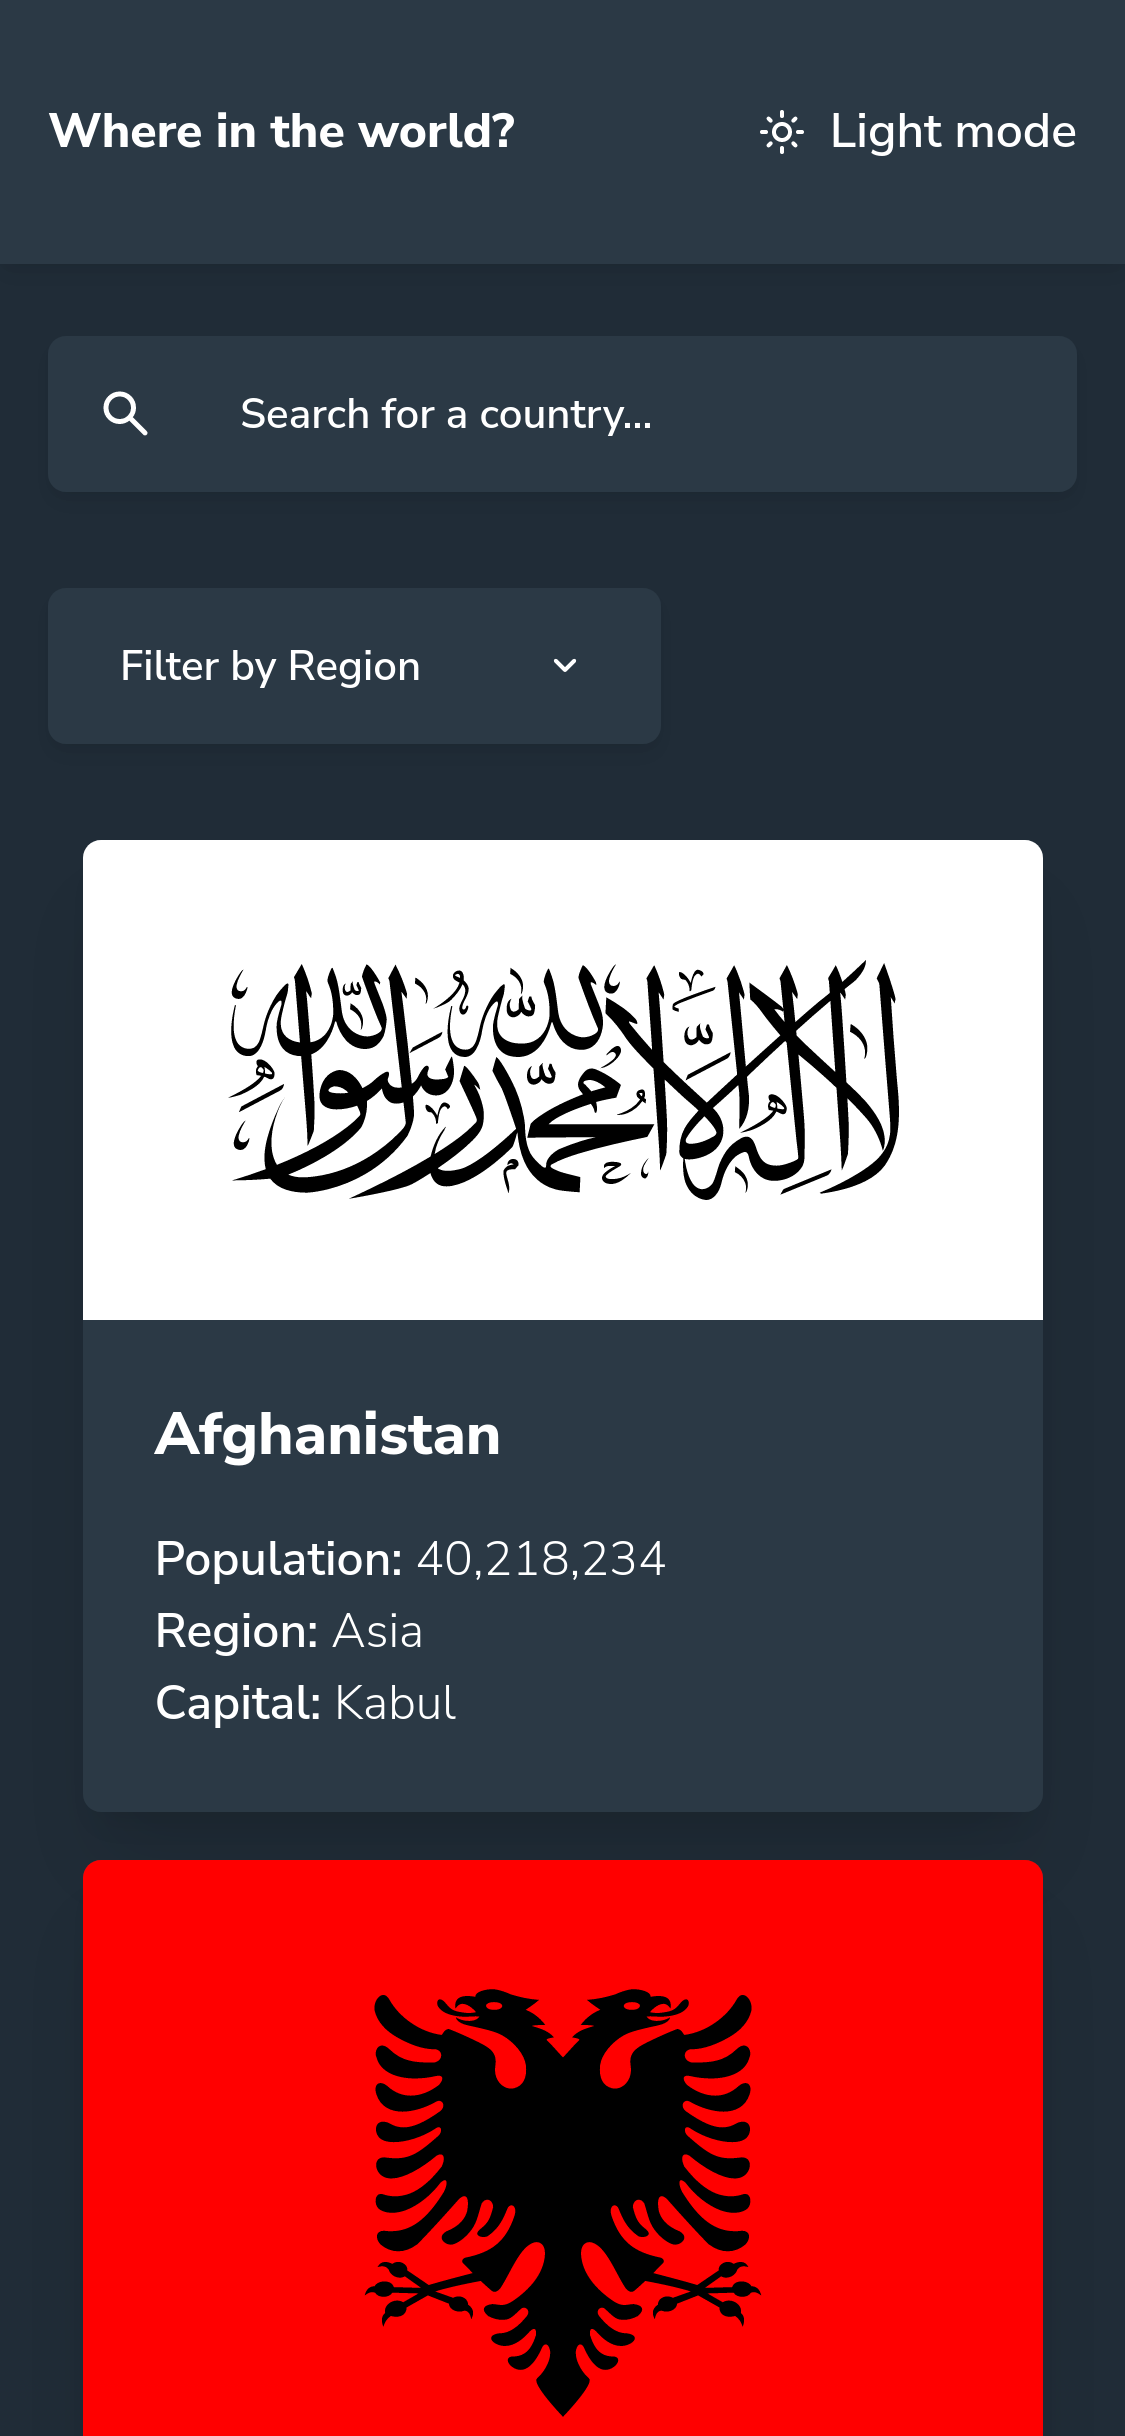 Where in the world?
Light mode
Search for a country...
Filter by Region
لا إله إلا الله محمد رسول الله
Afghanistan
Population: 40,218,234
Region: Asia
Capital: Kabul